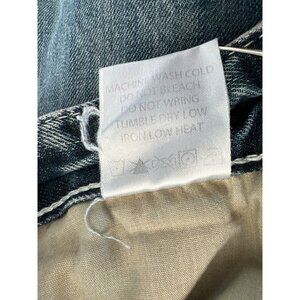 MACHINE WASH COLD
DO NOT BLEACH
DO NOT WRING
TUMBLE DRY LOW
IRON LOW HEAT